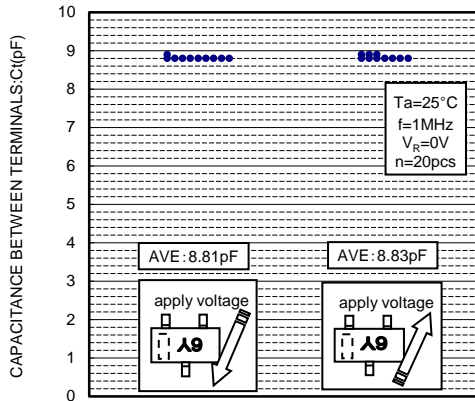 CAPACITANCE BETWEEN TERMINALS:Ct(pF)
10
9
8
7
6
5
4
3
2
1
0
Ta=25°C
f=1MHz
VR=0V
n=20pcs
AVE:8.81pF
AVE:8.83pF
apply voltage
6Y
apply voltage
6Y